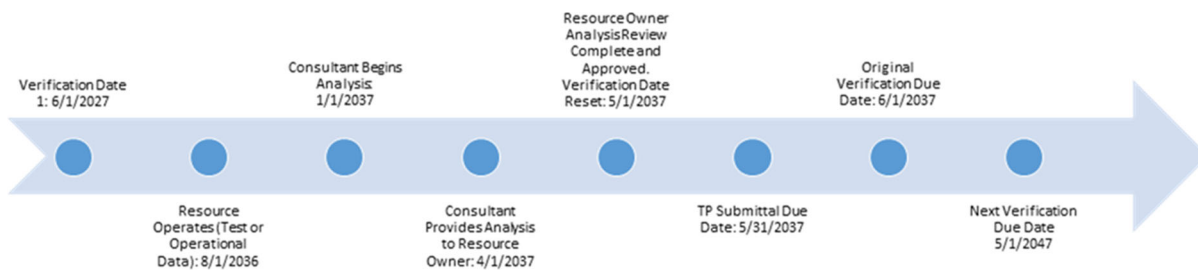 Verification Date
1: 6/1/2027
Resource
Operates (Test or
Operational
Data): 8/1/2036
Consultant Begins
Analysis:
1/1/2037
Consultant
Provides Analysis
to Resource
Owner: 4/1/2037
Resource Owner
Analysis Review
Complete and
Approved.
Verification Date
Reset: 5/1/2037
TP Submittal Due
Date: 5/31/2037
Original
Verification Due
Date: 6/1/2037
Next Verification
Due Date
5/1/2047